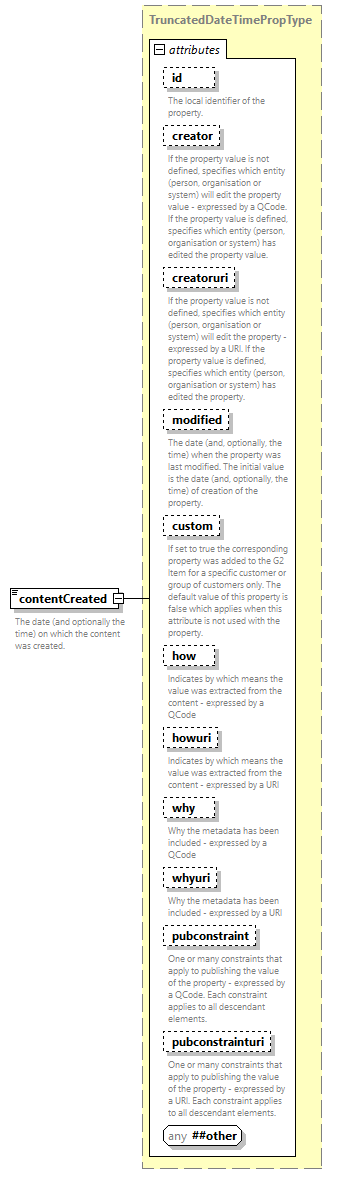 TruncatedDateTimePropType
attributes
id
The local identifier of the
property.
creator
If the property value is not
defined, specifies which entity
(person, organisation or
system) will edit the property
value - expressed by a QCode.
If the property value is defined,
specifies which entity (person,
organisation or system) has
edited the property value.
creatoruri
If the property value is not
defined, specifies which entity
(person, organisation or
system) will edit the property -
expressed by a URI. If the
property value is defined,
specifies which entity (person,
organisation or system) has
edited the property.
modified
The date (and, optionally, the
time) when the property was
last modified. The initial value
is the date (and, optionally, the
time) of creation of the
property.
custom
If set to true the corresponding
property was added to the G2
Item for a specific customer or
group of customers only. The
default value of this property is
false which applies when this
attribute is not used with the
property.
contentCreated
The date (and optionally the
time) on which the content
was created.
how
Indicates by which means the
value was extracted from the
content - expressed by a
QCode
howuri
Indicates by which means the
value was extracted from the
content - expressed by a URI
why
Why the metadata has been
included - expressed by a
QCode
whyuri
Why the metadata has been
included - expressed by a URI
pubconstraint
One or many constraints that
apply to publishing the value
of the property - expressed by
a QCode. Each constraint
applies to all descendant
elements.
pubconstrainturi
One or many constraints that
apply to publishing the value
of the property - expressed by
a URI. Each constraint applies
to all descendant elements.
any ##other